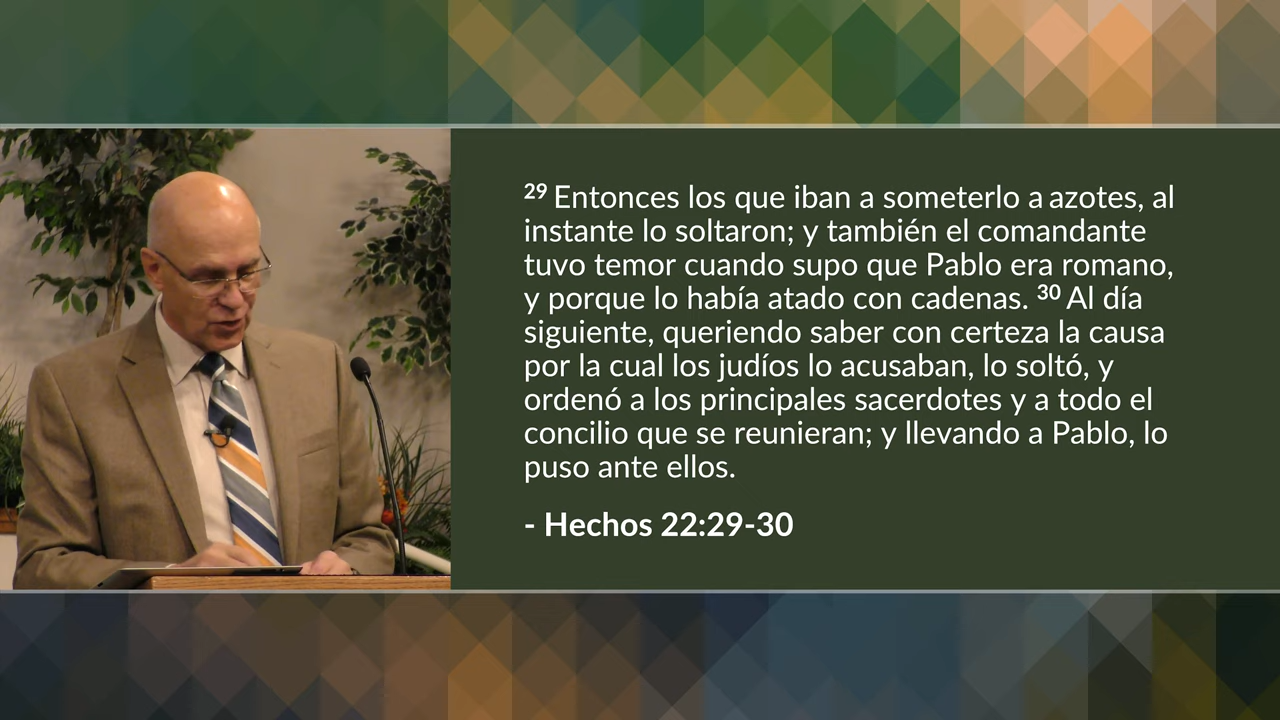 29 Entonces los que iban a someterlo a azotes, al
instante lo soltaron; y también el comandante
tuvo temor cuando supo que Pablo era romano,
y porque lo había atado con cadenas. 30 Al día
siguiente, queriendo saber con certeza la causa
por la cual los judíos lo acusaban, lo soltó, y
ordenó a los principales sacerdotes y a todo el
concilio que se reunieran; y llevando a Pablo, lo
puso ante ellos.
- Hechos 22:29-30